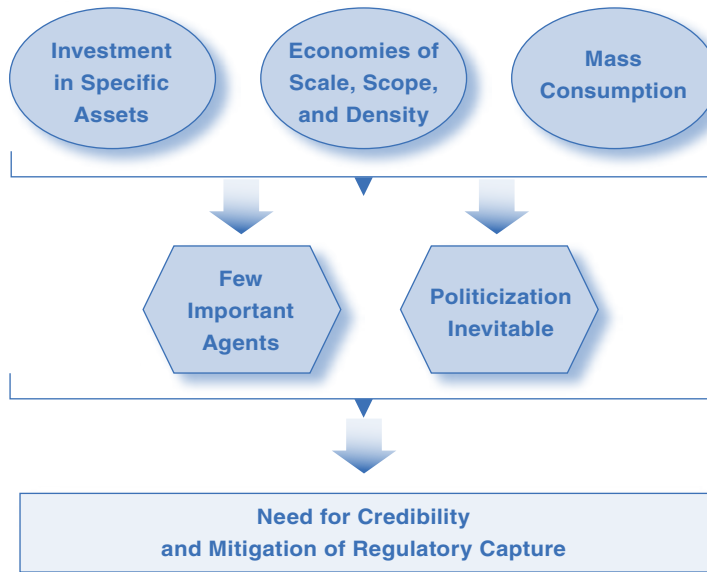 Investment
in Specific
Assets
Economies of
Scale, Scope,
and Density
Mass
Consumption
Few
Important
Agents
Politicization
Inevitable
Need for Credibility
and Mitigation of Regulatory Capture